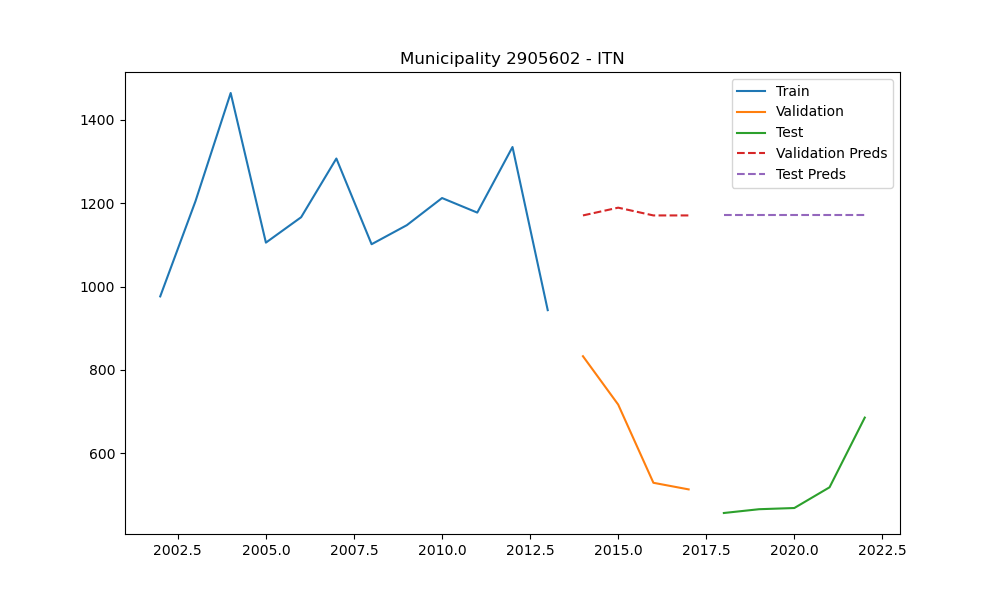 Municipality 2905602 - ITN
Train
Validation
Test
Validation Preds
Test Preds
1400
1200
1000
800
600
2002.5 2005.0 2007.5 2010.0 2012.5 2015.0 2017.5 2020.0 2022.5